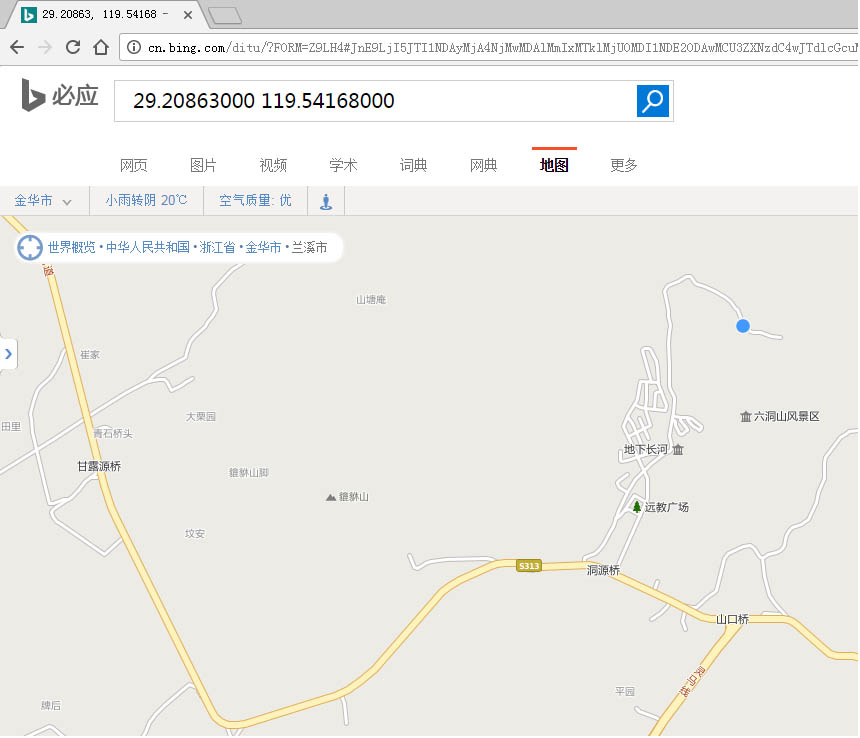 29.20863, 119.54168 -
cn.bing.com/ditu/?FORM=Z9LH4#JnE9LjI5JTI1NDAyMjA4NjMwMDAlMmIxMTklMjUOMDI1NDE2ODAwMCU3ZXNzdC4wJTdlcGcuM
必应
29.20863000 119.54168000
网页 图片 视频 学术 词典 网典 地图 更多
金华市 小雨转阴 20℃ 空气质量: 优
世界概览 • 中华人民共和国 • 浙江省 • 金华市 • 兰溪市
山塘庵
崔家
大栗园
六洞山风景区
田里
青石桥头
地下长河
甘露源桥
貔貅山脚
貔貅山
远教广场
坟安
S313
洞源桥
山口桥
平园
牌后